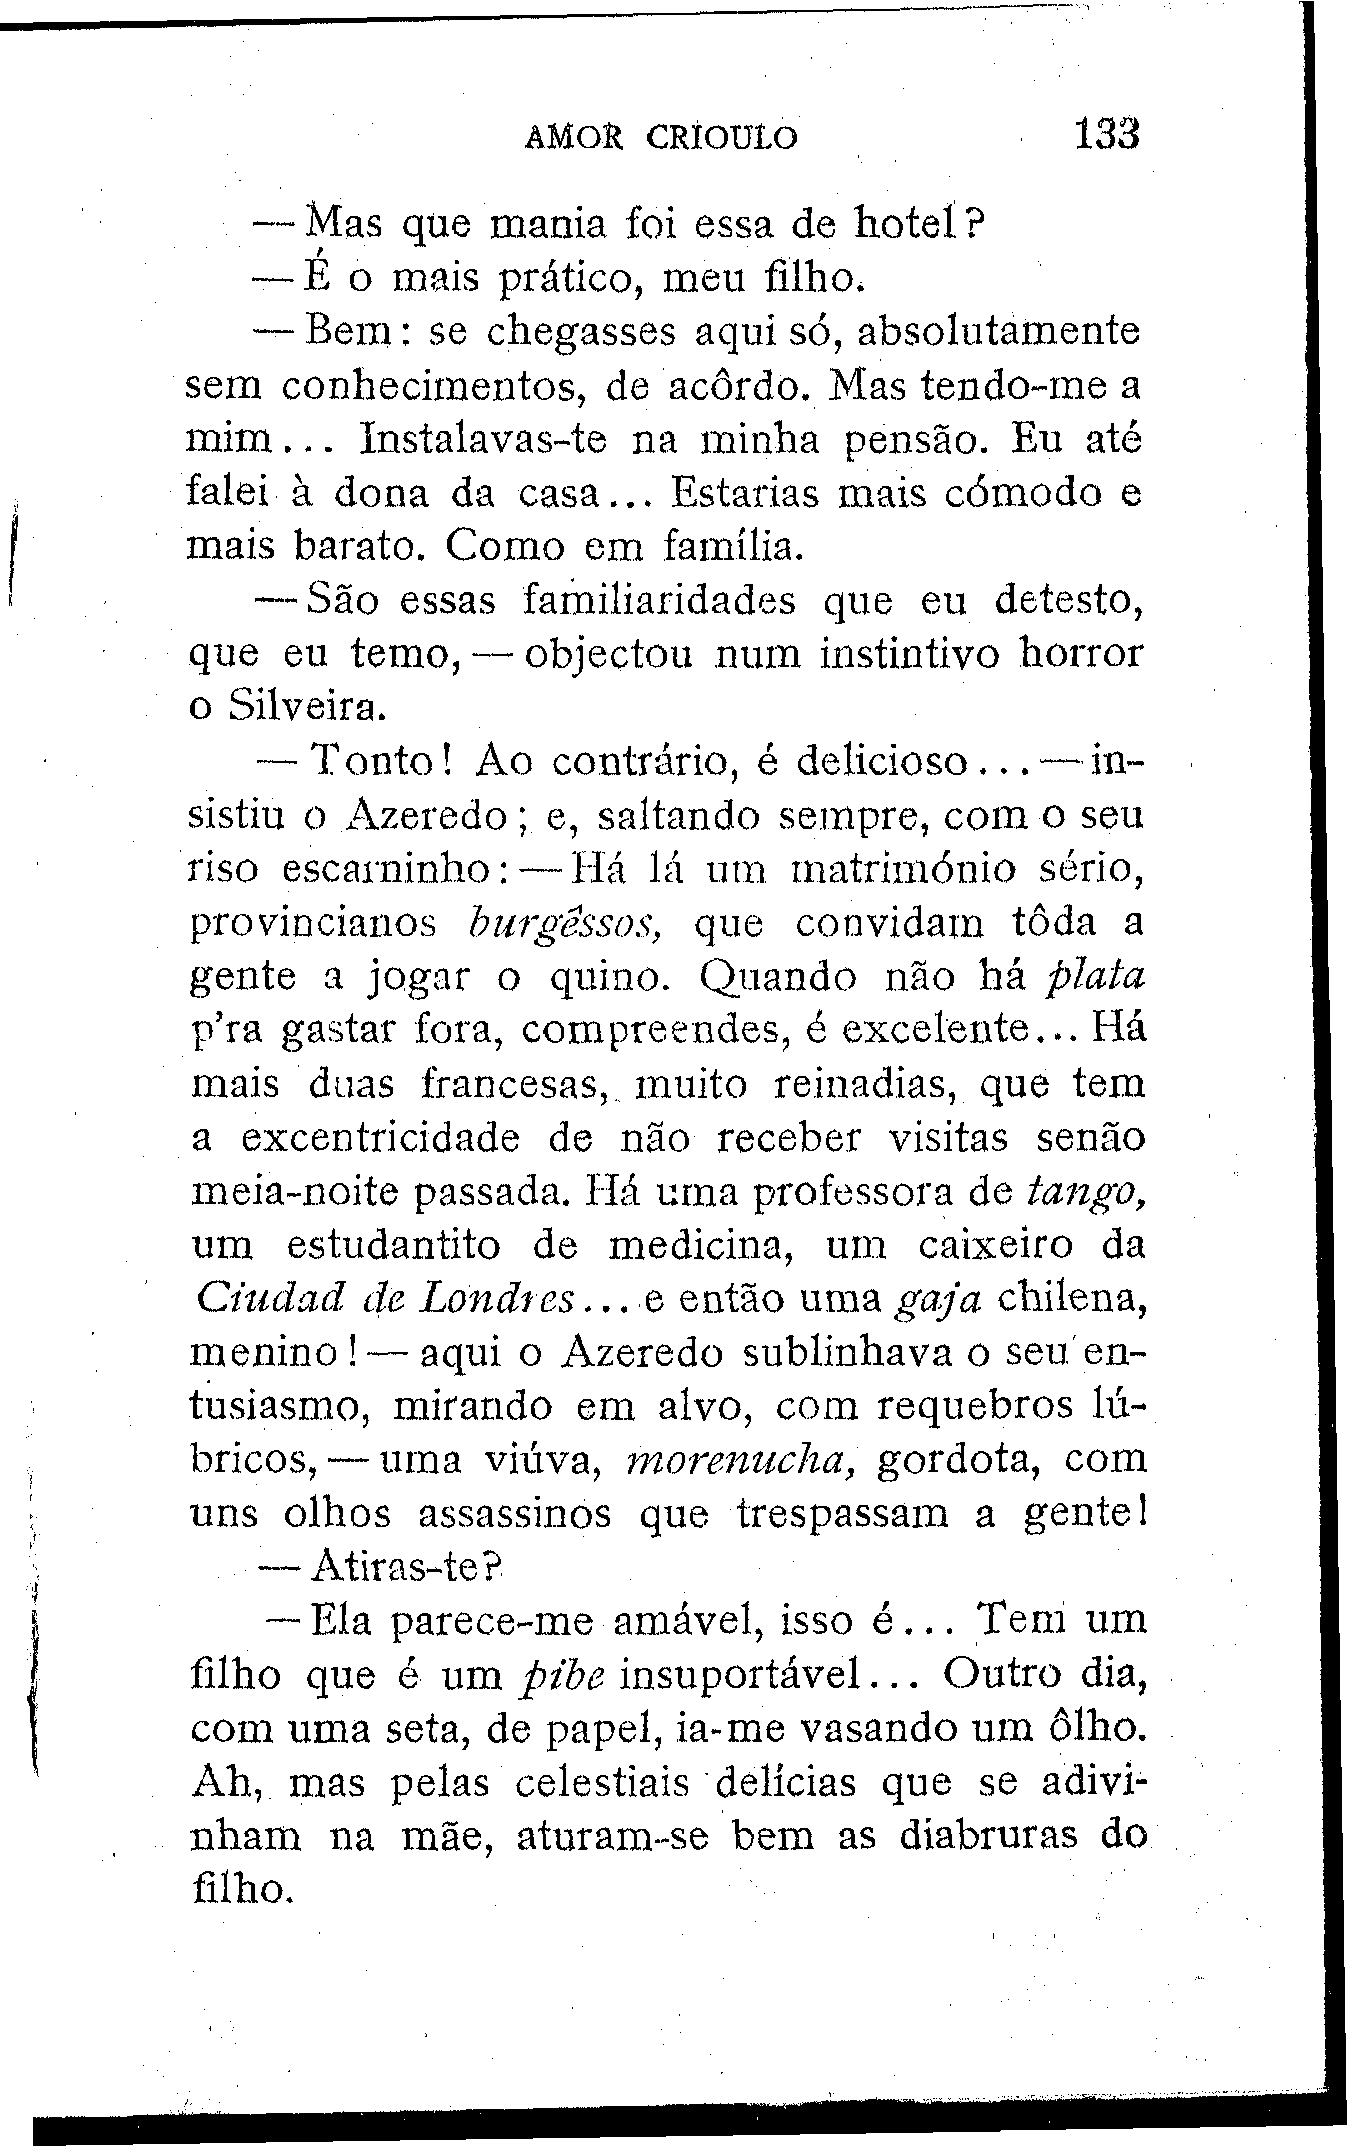 AMOR CRIOULO 133
— Mas que mania foi essa de hotel?
— É o mais prático, meu filho.
— Bem: se chegasses aqui só, absolutamente
sem conhecimentos, de acôrdo. Mas tendo-me a
mim... Instalavas-te na minha pensão. Eu até
falei à dona da casa... Estarias mais cómodo e
mais barato. Como em família.
— São essas familiaridades que eu detesto,
que eu temo, — objectou num instintivo horror
o Silveira.
— Tonto! Ao contrário, é delicioso... — in-
sistiu o Azeredo; e, saltando sempre, com o seu
riso escarninho: — Há lá um matrimónio sério,
provincianos burgêssos, que convidam tôda a
gente a jogar o quino. Quando não há plata
p'ra gastar fora, compreendes, é excelente... Há
mais duas francesas, muito reinadias, que tem
a excentricidade de não receber visitas senão
meia-noite passada. Há uma professora de tango,
um estudantito de medicina, um caixeiro da
Ciudad de Londres... e então uma gaja chilena,
menino! — aqui o Azeredo sublinhava o seu en-
tusiasmo, mirando em alvo, com requebros lú-
bricos, — uma viúva, morenucha, gordota, com
uns olhos assassinos que trespassam a gente!
— Atiras-te?
— Ela parece-me amável, isso é... Tem um
filho que é um pibe insuportável... Outro dia,
com uma seta, de papel, ia-me vasando um ôlho.
Ah, mas pelas celestiais delícias que se adivi-
nham na mãe, aturam-se bem as diabruras do
filho.